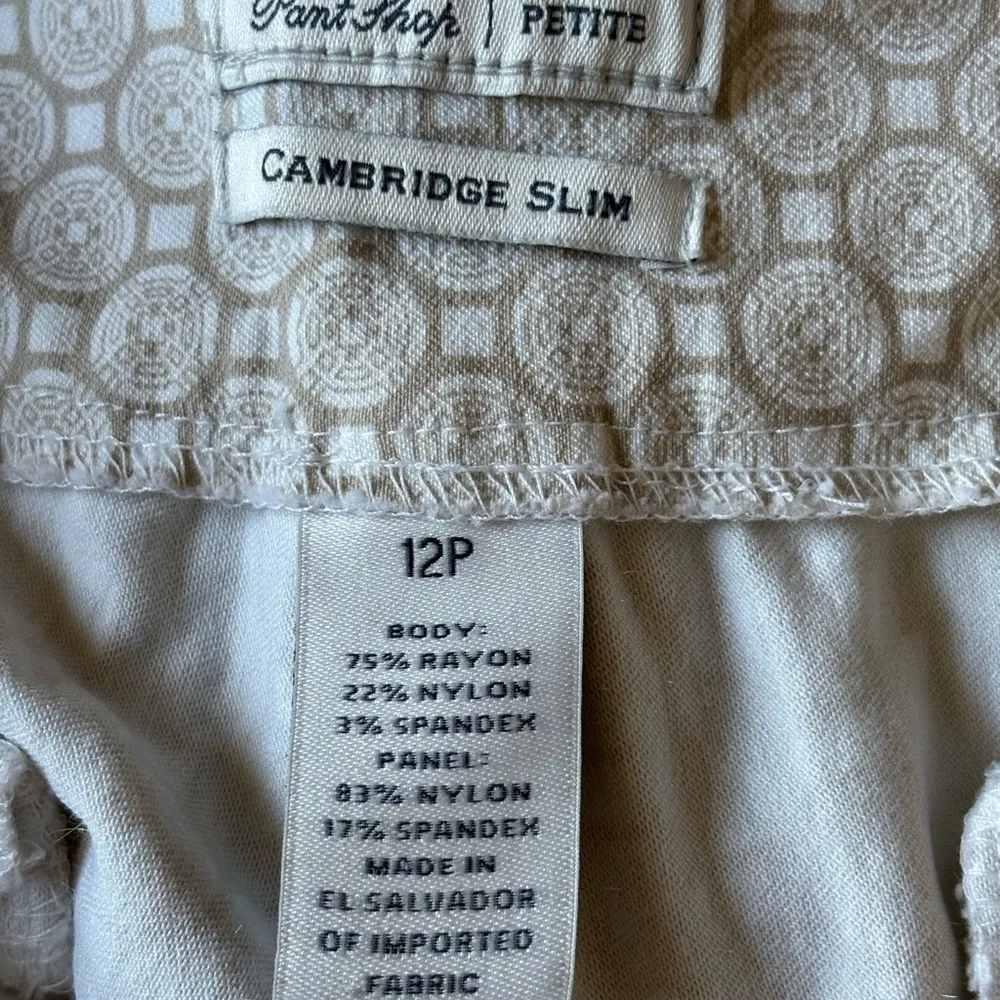 Pant Shop | PETITE
CAMBRIDGE SLIM
12P
BODY:
75% RAYON
22% NYLON
3% SPANDEX
PANEL:
83% NYLON
17% SPANDEX
MADE IN
EL SALVADOR
OF IMPORTED
FABRIC